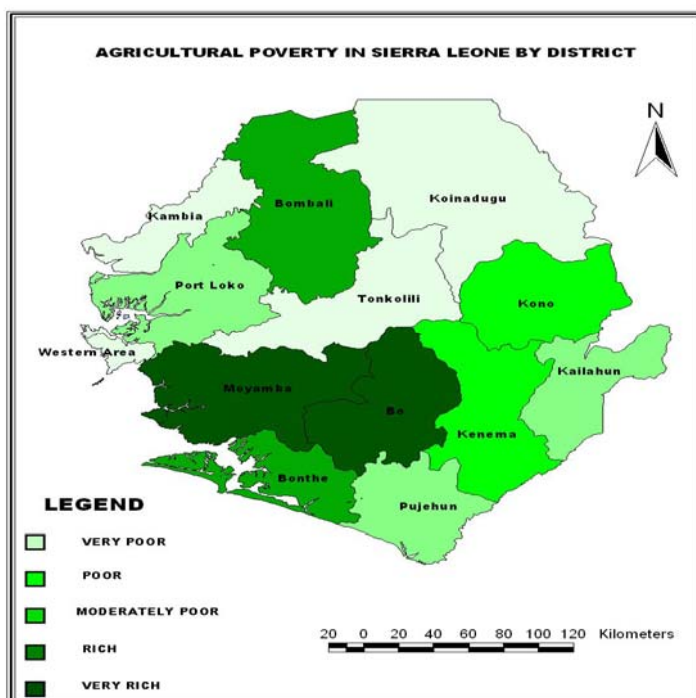 AGRICULTURAL POVERTY IN SIERRA LEONE BY DISTRICT
N
Koinadugu
Bombali
Kambia
Port Loko
Tonkolili
Kono
Western Area
Kailahun
Moyamba
Bo
Kenema
Bonthe
Pujehun
LEGEND
VERY POOR
POOR
MODERATELY POOR
RICH
VERY RICH
20 0 20 40 60 80 100 120 Kilometers